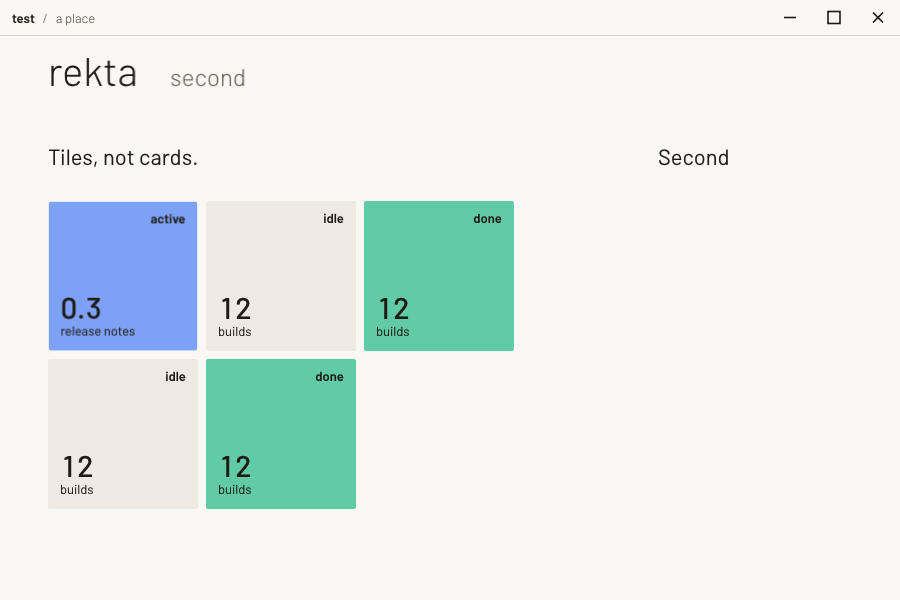 test / a place
rekta second
Tiles, not cards.
Second
active
0.3
release notes
idle
12
builds
done
12
builds
idle
12
builds
done
12
builds